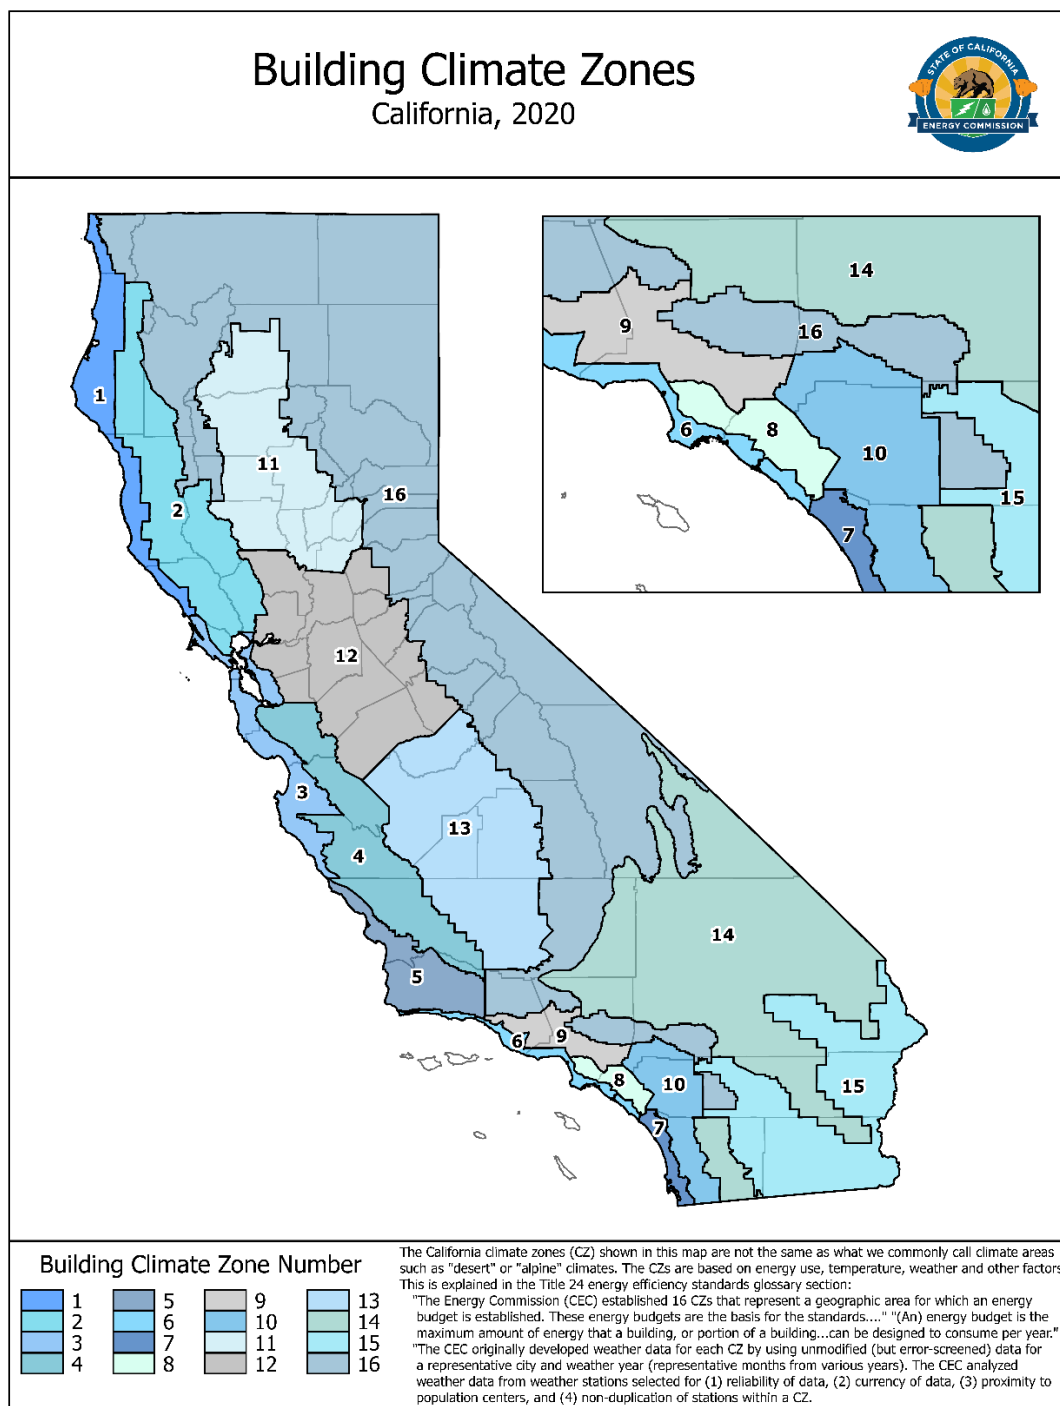 Building Climate Zones
California, 2020
STATE OF CALIFORNIA
ENERGY COMMISSION
14
16
9
6
8
10
15
7
1
2
11
16
12
3
4
13
5
14
6
9
8
10
15
7
Building Climate Zone Number
1
2
3
4
5
6
7
8
9
10
11
12
13
14
15
16
The California climate zones (CZ) shown in this map are not the same as what we commonly call climate areas
such as "desert" or "alpine" climates. The CZs are based on energy use, temperature, weather and other factors
This is explained in the Title 24 energy efficiency standards glossary section:
"The Energy Commission (CEC) established 16 CZs that represent a geographic area for which an energy
budget is established. These energy budgets are the basis for the standards...." "(An) energy budget is the
maximum amount of energy that a building, or portion of a building...can be designed to consume per year."
"The CEC originally developed weather data for each CZ by using unmodified (but error-screened) data for
a representative city and weather year (representative months from various years). The CEC analyzed
weather data from weather stations selected for (1) reliability of data, (2) currency of data, (3) proximity to
population centers, and (4) non-duplication of stations within a CZ.